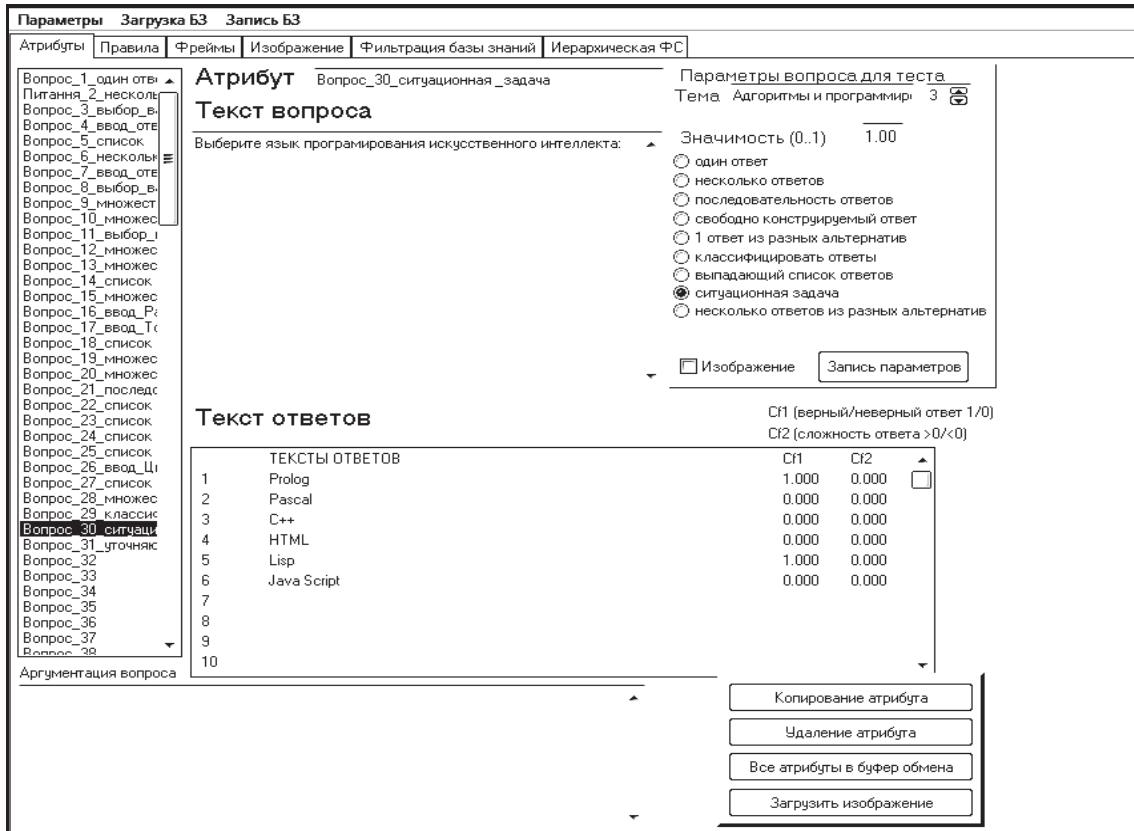 Параметры Загрузка БЗ Запись БЗ
Атрибуты Правила Фреймы Изображение Фильтрация базы знаний Иерархическая ФС
Вопрос_1_один отв
Питання_2_нескольк
Вопрос_3_выбор_в
Вопрос_4_ввод_отв
Вопрос_5_список
Вопрос_6_нескольк
Вопрос_7_ввод_отв
Вопрос_8_выбор_в
Вопрос_9_множест
Вопрос_10_множес
Вопрос_11_выбор_
Вопрос_12_множес
Вопрос_13_множес
Вопрос_14_список
Вопрос_15_множес
Вопрос_16_ввод_Ра
Вопрос_17_ввод_То
Вопрос_18_список
Вопрос_19_множес
Вопрос_20_множес
Вопрос_21_последо
Вопрос_22_список
Вопрос_23_список
Вопрос_24_список
Вопрос_25_список
Вопрос_26_ввод_Ци
Вопрос_27_список
Вопрос_28_множес
Вопрос_29_классис
Вопрос_30_ситуаци
Вопрос_31_уточняю
Вопрос_32
Вопрос_33
Вопрос_34
Вопрос_35
Вопрос_36
Вопрос_37
Вопрос_38
Атрибут Вопрос_30_ситуационная_задача
Текст вопроса
Выберите язык програмирования искусственного интеллекта:
Параметры вопроса для теста
Тема Адгоритмы и программир 3
Значимость (0..1) 1.00
один ответ
несколько ответов
последовательность ответов
свободно конструируемый ответ
1 ответ из разных альтернатив
классифицировать ответы
выпадающий список ответов
ситуационная задача
несколько ответов из разных альтернатив
Изображение Запись параметров
Текст ответов
Cf1 (верный/неверный ответ 1/0)
Cf2 (сложность ответа >0/<0)
ТЕКСТЫ ОТВЕТОВ Cf1 Cf2
1 Prolog 1.000 0.000
2 Pascal 0.000 0.000
3 C++ 0.000 0.000
4 HTML 0.000 0.000
5 Lisp 1.000 0.000
6 Java Script 0.000 0.000
7
8
9
10
Аргументация вопроса
Копирование атрибута
Удаление атрибута
Все атрибуты в буфер обмена
Загрузить изображение